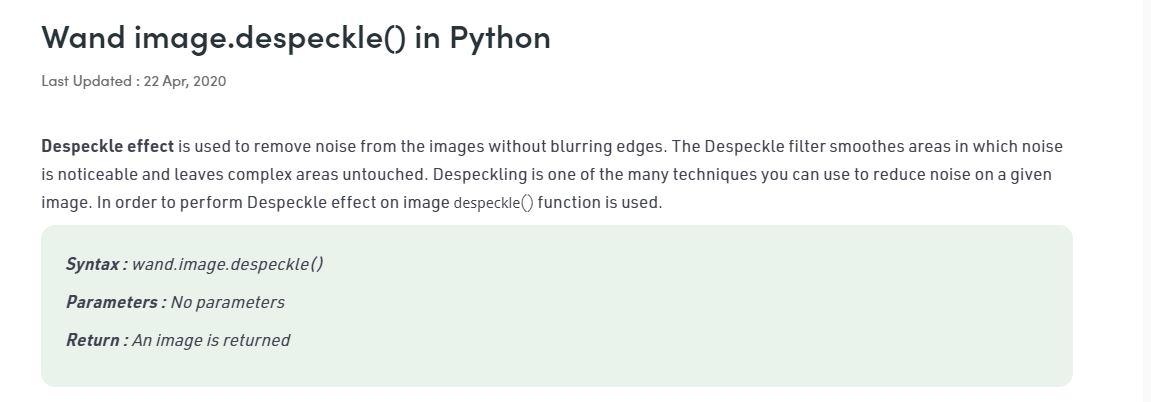 Wand image.despeckle() in Python
Last Updated : 22 Apr, 2020
Despeckle effect is used to remove noise from the images without blurring edges. The Despeckle filter smoothes areas in which noise
is noticeable and leaves complex areas untouched. Despeckling is one of the many techniques you can use to reduce noise on a given
image. In order to perform Despeckle effect on image despeckle() function is used.
Syntax : wand.image.despeckle()
Parameters : No parameters
Return : An image is returned